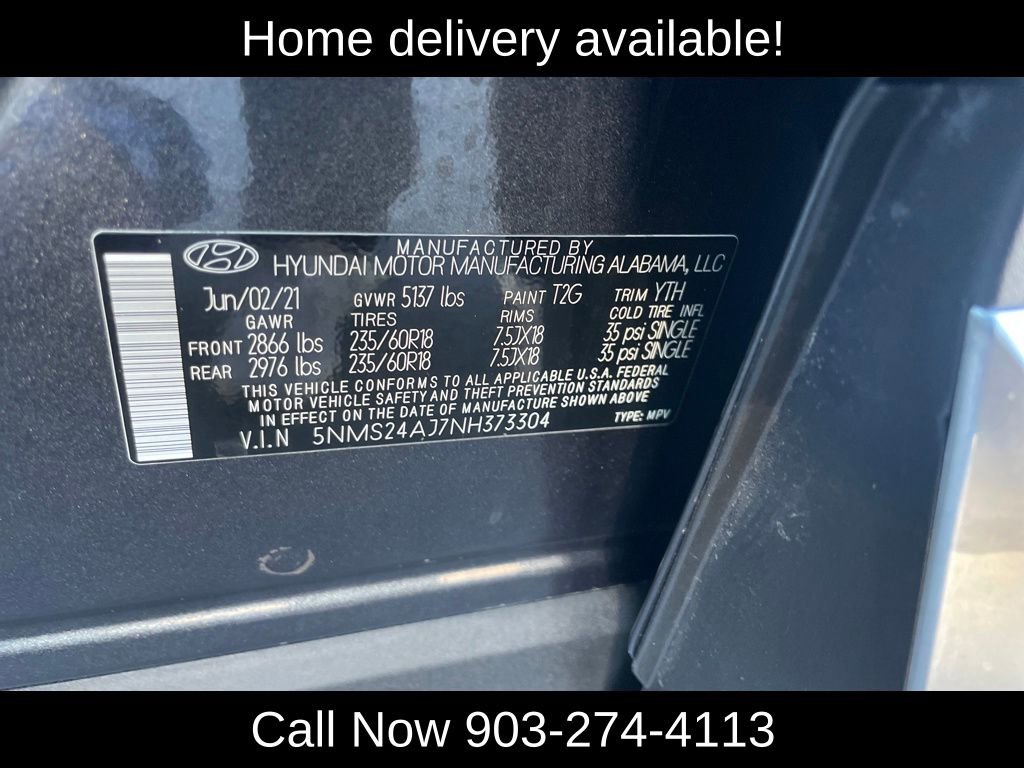 Home delivery available!
MANUFACTURED BY
HYUNDAI MOTOR MANUFACTURING ALABAMA, LLC
Jun/02/21 GVWR 5137 lbs PAINT T2G TRIM YTH
GAWR TIRES RIMS COLD TIRE INFL
FRONT 2866 lbs 235/60R18 7.5JX18 35 psi SINGLE
REAR 2976 lbs 235/60R18 7.5JX18 35 psi SINGLE
THIS VEHICLE CONFORMS TO ALL APPLICABLE U.S.A. FEDERAL
MOTOR VEHICLE SAFETY AND THEFT PREVENTION STANDARDS
IN EFFECT ON THE DATE OF MANUFACTURE SHOWN ABOVE
V.I.N 5NMS24AJ7NH373304 TYPE: MPV
Call Now 903-274-4113